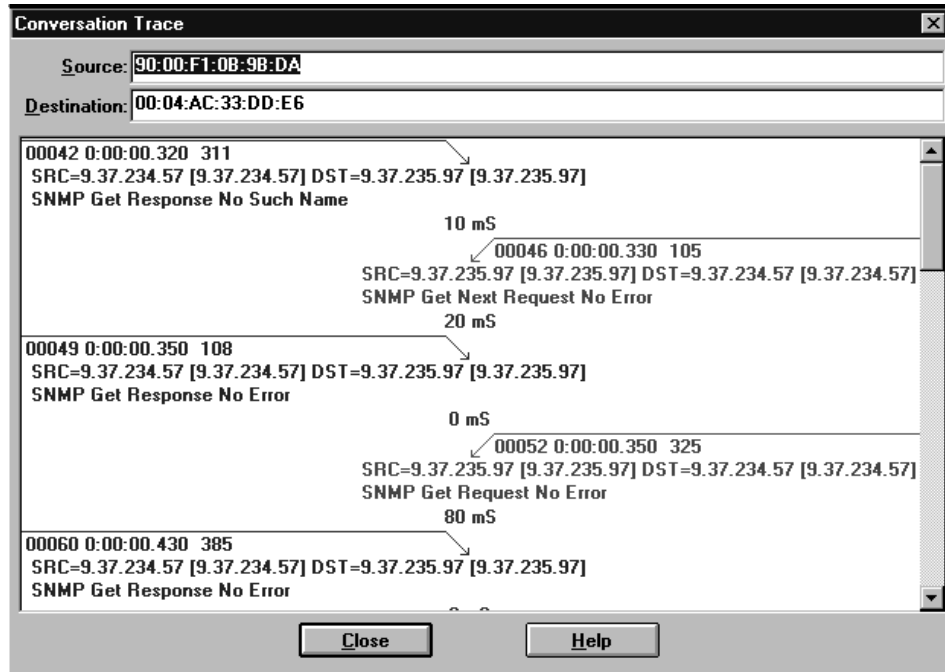 Conversation Trace
Source: 90:00:F1:0B:9B:DA
Destination: 00:04:AC:33:DD:E6
00042 0:00:00.320 311
SRC=9.37.234.57 [9.37.234.57] DST=9.37.235.97 [9.37.235.97]
SNMP Get Response No Such Name
10 mS
00046 0:00:00.330 105
SRC=9.37.235.97 [9.37.235.97] DST=9.37.234.57 [9.37.234.57]
SNMP Get Next Request No Error
20 mS
00049 0:00:00.350 108
SRC=9.37.234.57 [9.37.234.57] DST=9.37.235.97 [9.37.235.97]
SNMP Get Response No Error
0 mS
00052 0:00:00.350 325
SRC=9.37.235.97 [9.37.235.97] DST=9.37.234.57 [9.37.234.57]
SNMP Get Request No Error
80 mS
00060 0:00:00.430 385
SRC=9.37.234.57 [9.37.234.57] DST=9.37.235.97 [9.37.235.97]
SNMP Get Response No Error
Close Help